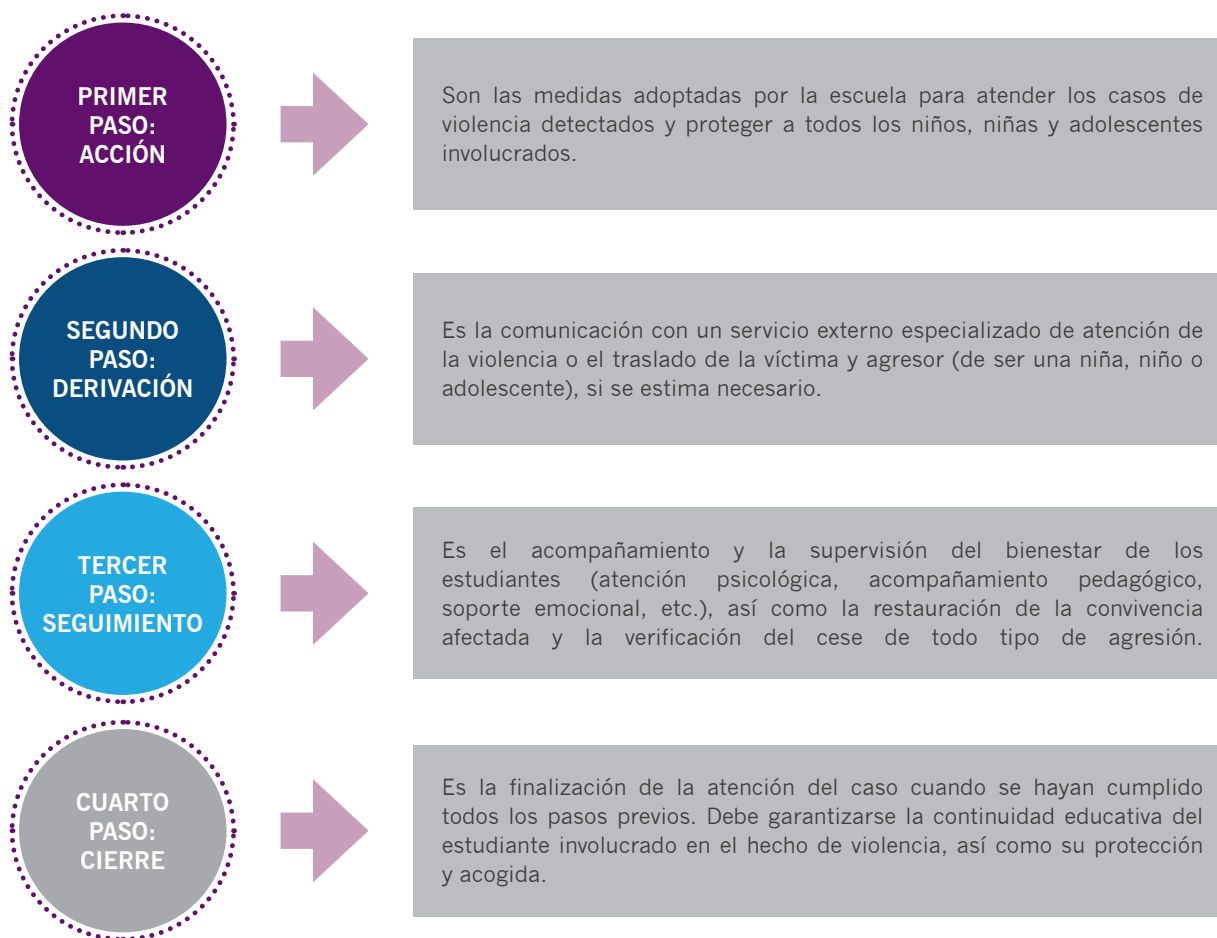 PRIMER
PASO:
ACCIÓN
Son las medidas adoptadas por la escuela para atender los casos de
violencia detectados y proteger a todos los niños, niñas y adolescentes
involucrados.
SEGUNDO
PASO:
DERIVACIÓN
Es la comunicación con un servicio externo especializado de atención de
la violencia o el traslado de la víctima y agresor (de ser una niña, niño o
adolescente), si se estima necesario.
TERCER
PASO:
SEGUIMIENTO
Es el acompañamiento y la supervisión del bienestar de los
estudiantes (atención psicológica, acompañamiento pedagógico,
soporte emocional, etc.), así como la restauración de la convivencia
afectada y la verificación del cese de todo tipo de agresión.
CUARTO
PASO:
CIERRE
Es la finalización de la atención del caso cuando se hayan cumplido
todos los pasos previos. Debe garantizarse la continuidad educativa del
estudiante involucrado en el hecho de violencia, así como su protección
y acogida.